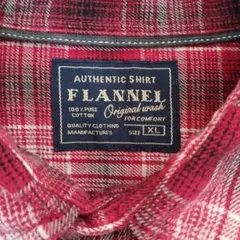 AUTHENTIC SHIRT
FLANNEL
100% PURE COTTON
Original wash
FOR COMFORT
QUALITY CLOTHING
MANUFACTURES
SIZE XL